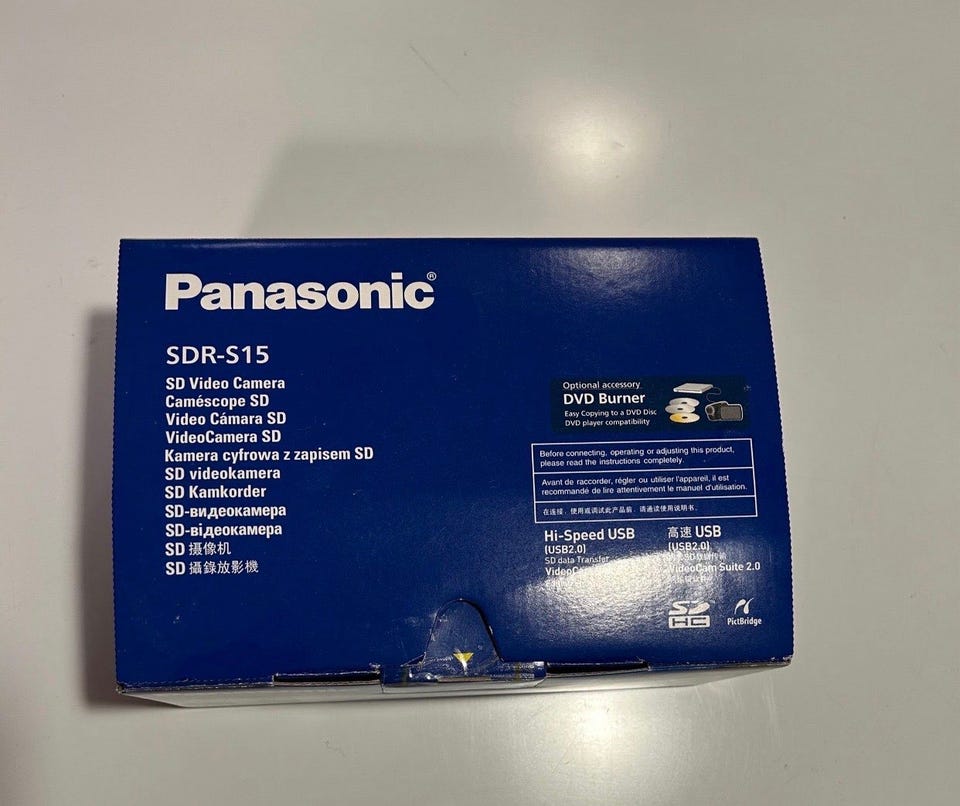 Panasonic®
SDR-S15
SD Video Camera
Caméscope SD
Video Cámara SD
VideoCamera SD
Kamera cyfrowa z zapisem SD
SD videokamera
SD Kamkorder
SD-видеокамера
SD-відеокамера
SD 摄像机
SD 攝錄放影機
Optional accessory
DVD Burner
Easy Copying to a DVD Disc
DVD player compatibility
Before connecting, operating or adjusting this product,
please read the instructions completely.
Avant de raccorder, régler ou utiliser l'appareil, il est
recommandé de lire attentivement le manuel d'utilisation.
在连接、使用或调试此产品前，请通读使用说明书。
Hi-Speed USB
(USB2.0)
SD data Transfer
高速 USB
(USB2.0)
VideoCam Suite 2.0
SD
HC
PictBridge